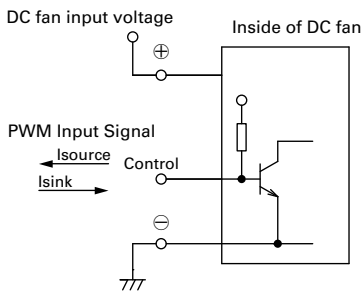 DC fan input voltage
Inside of DC fan
⊕
PWM Input Signal
Isource
Control
Isink
⊖